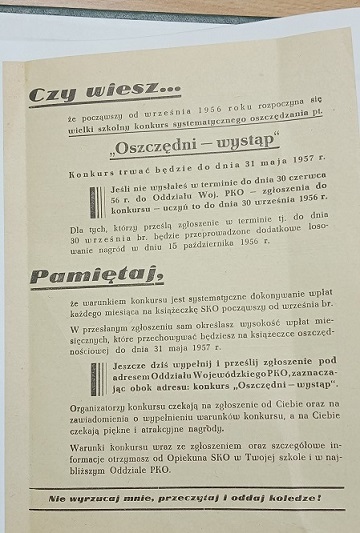 Czy wiesz...
że począwszy od września 1956 roku rozpoczyna się
wielki szkolny konkurs systematycznego oszczędzania pt.
„Oszczędni — wystąp"
Konkurs trwać będzie do dnia 31 maja 1957 r.
Jeśli nie wysłałeś w terminie do dnia 30 czerwca
56 r. do Oddziału Woj. PKO – zgłoszenia do
konkursu – uczyń to do dnia 30 września 1956 r.
Dla tych, którzy prześlą zgłoszenie w terminie tj. do dnia
30 września br. będzie przeprowadzone dodatkowe loso-
wanie nagród w dniu 15 października 1956 r.
Pamiętaj,
że warunkiem konkursu jest systematyczne dokonywanie wpłat
każdego miesiąca na książeczkę SKO począwszy od września br.
W przesłanym zgłoszeniu sam określasz wysokość wpłat mie-
sięcznych, które przechowywać będziesz na książeczce oszczęd-
nościowej do dnia 31 maja 1957 r.
Jeszcze dziś wypełnij i prześlij zgłoszenie pod
adresem Oddziału Wojewódzkiego PKO, zaznacza-
jąc obok adresu: konkurs „Oszczędni - wystąp".
Organizatorzy konkursu czekają na zgłoszenie od Ciebie oraz na
zawiadomienia o wypełnieniu warunków konkursu, a na Ciebie
czekają piękne i atrakcyjne nagrody.
Warunki konkursu wraz ze zgłoszeniem oraz szczegółowe in-
formacje otrzymasz od Opiekuna SKO w Twojej szkole i w naj-
bliższym Oddziale PKO.
Nie wyrzucaj mnie, przeczytaj i oddaj koledze!